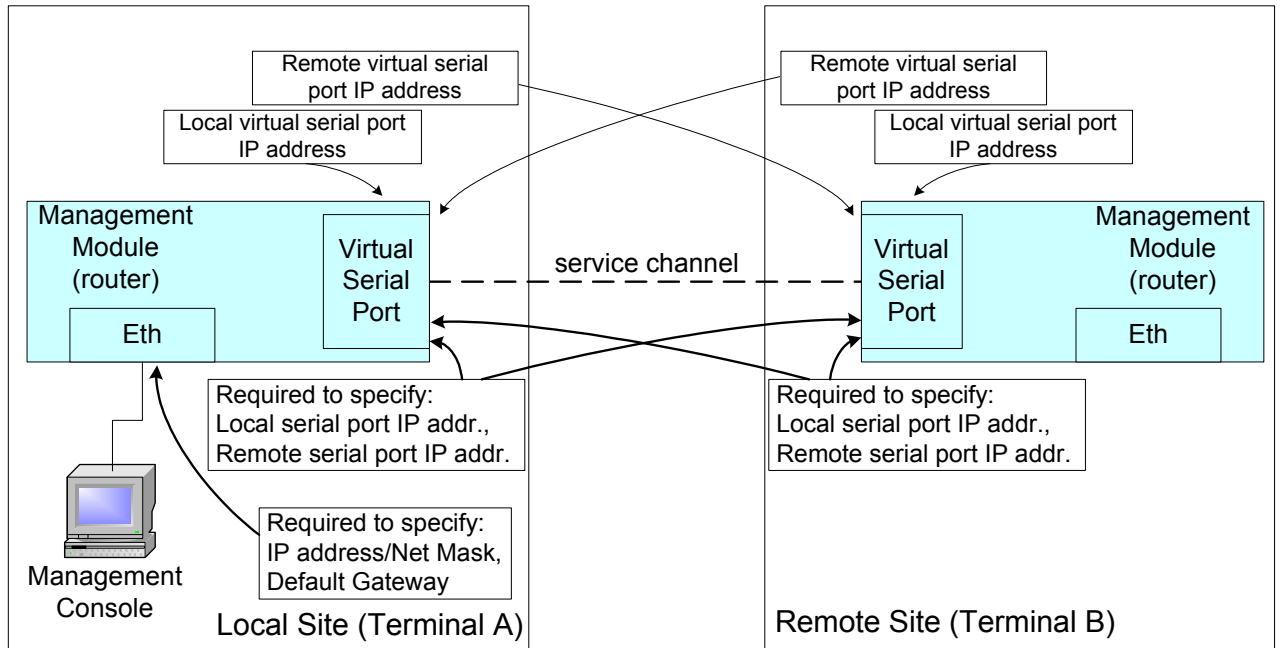 Remote virtual serial
port IP address
Local virtual serial port
IP address
Management
Module
(router)
Virtual
Serial
Port
Eth
Required to specify:
Local serial port IP addr.,
Remote serial port IP addr.
Required to specify:
IP address/Net Mask,
Default Gateway
Management
Console
Local Site (Terminal A)
service channel
Remote virtual serial
port IP address
Local virtual serial port
IP address
Virtual
Serial
Port
Management
Module
(router)
Eth
Required to specify:
Local serial port IP addr.,
Remote serial port IP addr.
Remote Site (Terminal B)